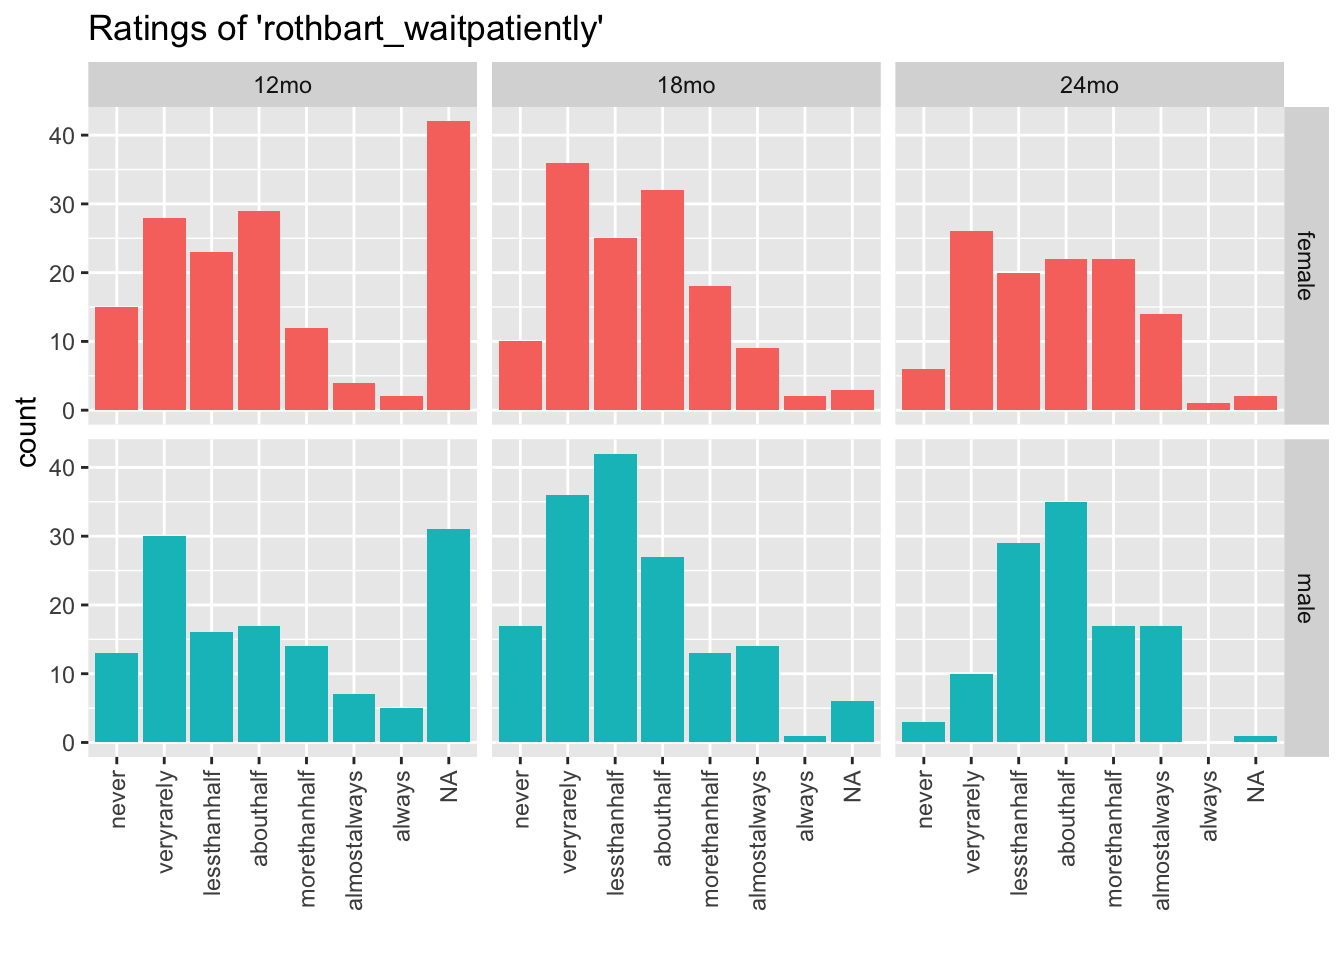 Ratings of 'rothbart_waitpatiently'
12mo
18mo
24mo
count
40
30
20
10
0
female
40
30
20
10
0
male
never
veryrarely
lessthanhalf
abouthalf
morethanhalf
almostalways
always
NA
never
veryrarely
lessthanhalf
abouthalf
morethanhalf
almostalways
always
NA
never
veryrarely
lessthanhalf
abouthalf
morethanhalf
almostalways
always
NA